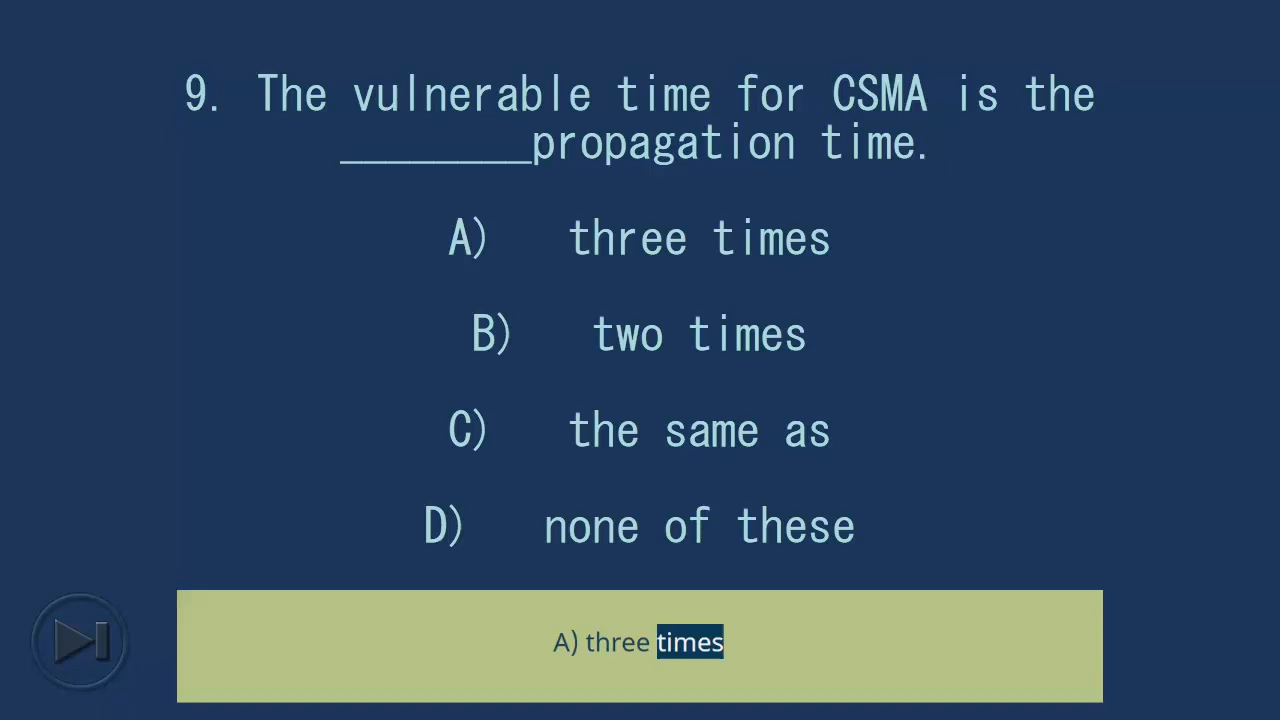 9. The vulnerable time for CSMA is the
________propagation time.
A) three times
B) two times
C) the same as
D) none of these
A) three times